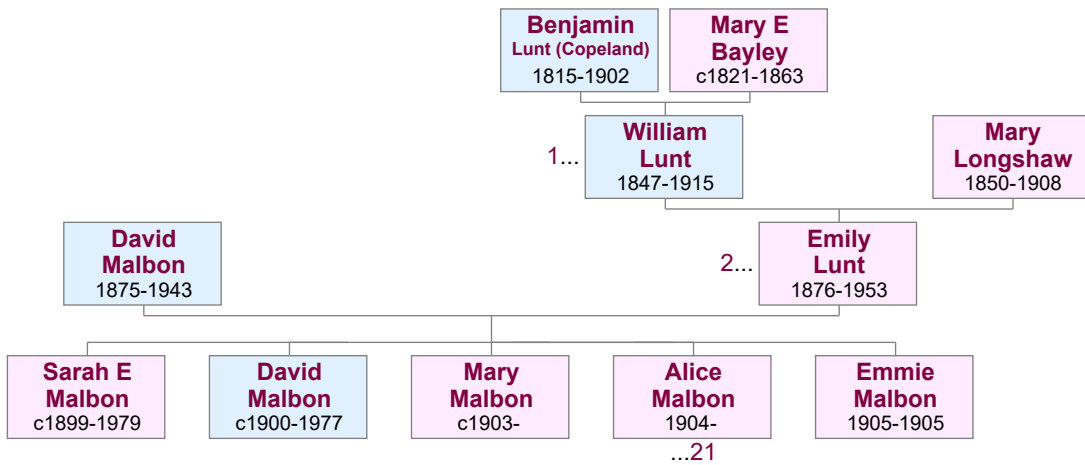 Benjamin
Lunt (Copeland)
1815-1902
Mary E
Bayley
c1821-1863
1...
William
Lunt
1847-1915
Mary
Longshaw
1850-1908
David
Malbon
1875-1943
2...
Emily
Lunt
1876-1953
Sarah E
Malbon
c1899-1979
David
Malbon
c1900-1977
Mary
Malbon
c1903-
Alice
Malbon
1904-
Emmie
Malbon
1905-1905
...21